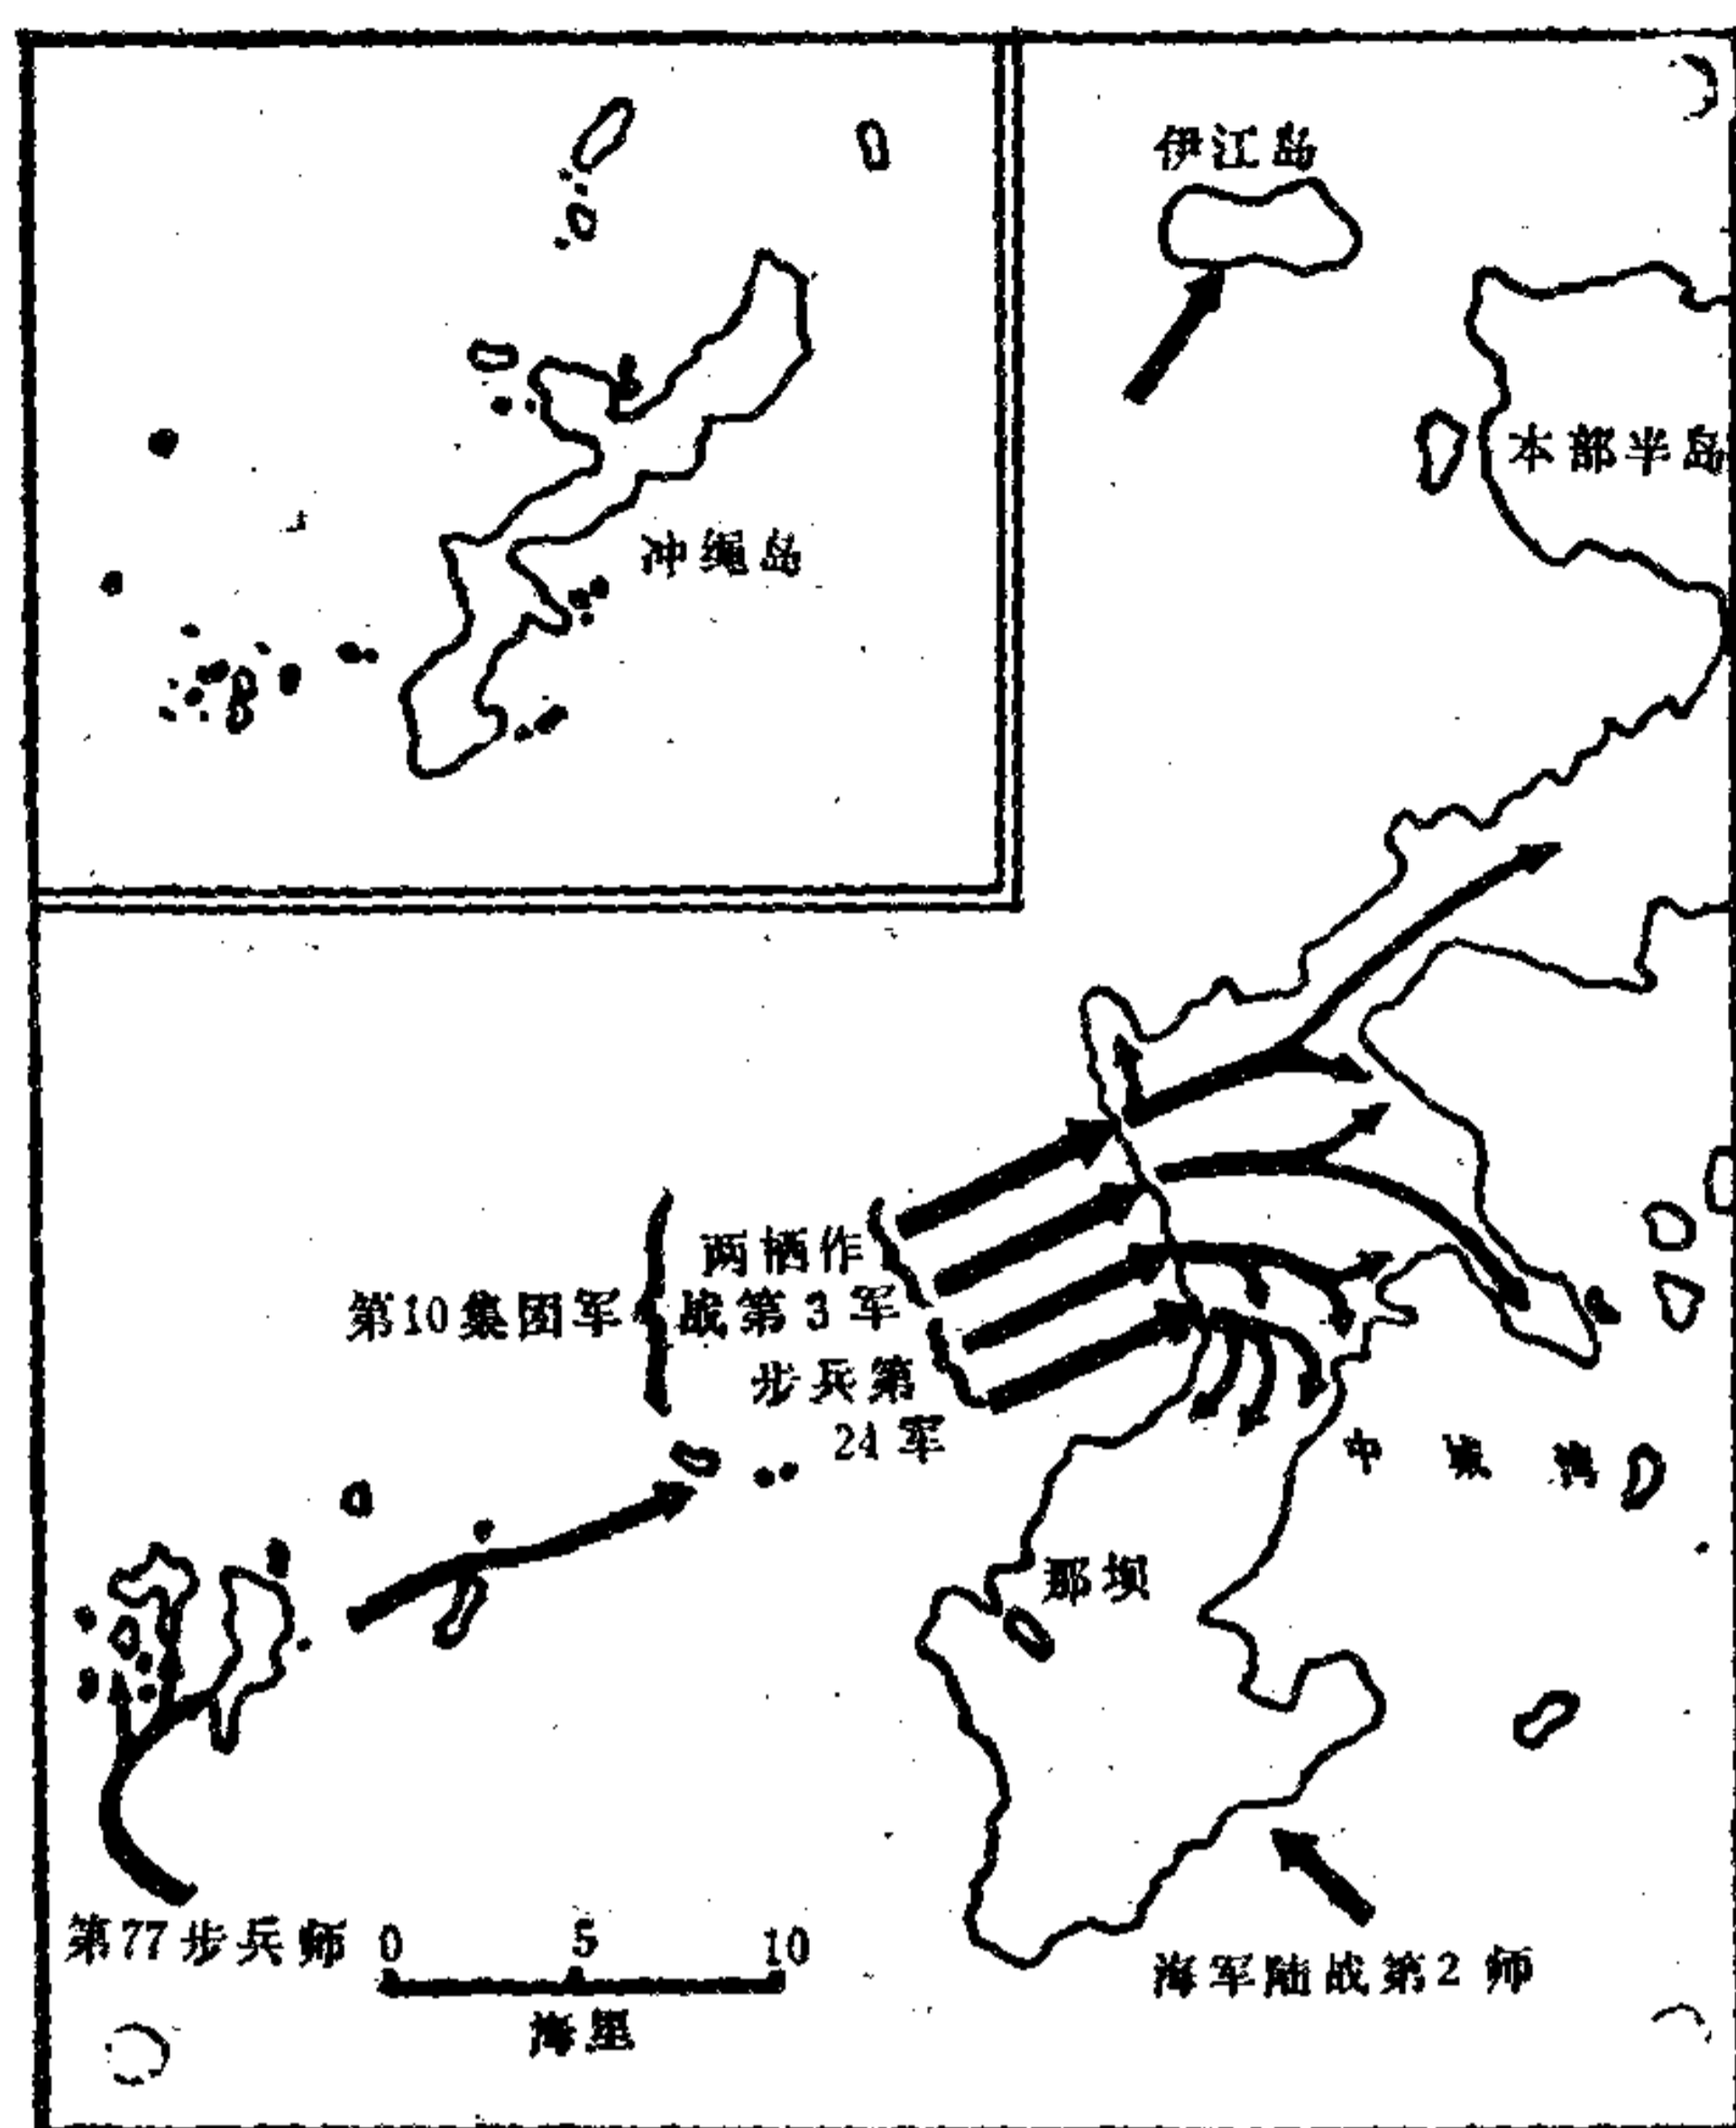 伊江岛
本部半岛
冲绳岛
两栖作
第10集团军
战第3军
步兵第
24军
中城湾
那坝
第77步兵师
0 5 10
海里
海军陆战第2师